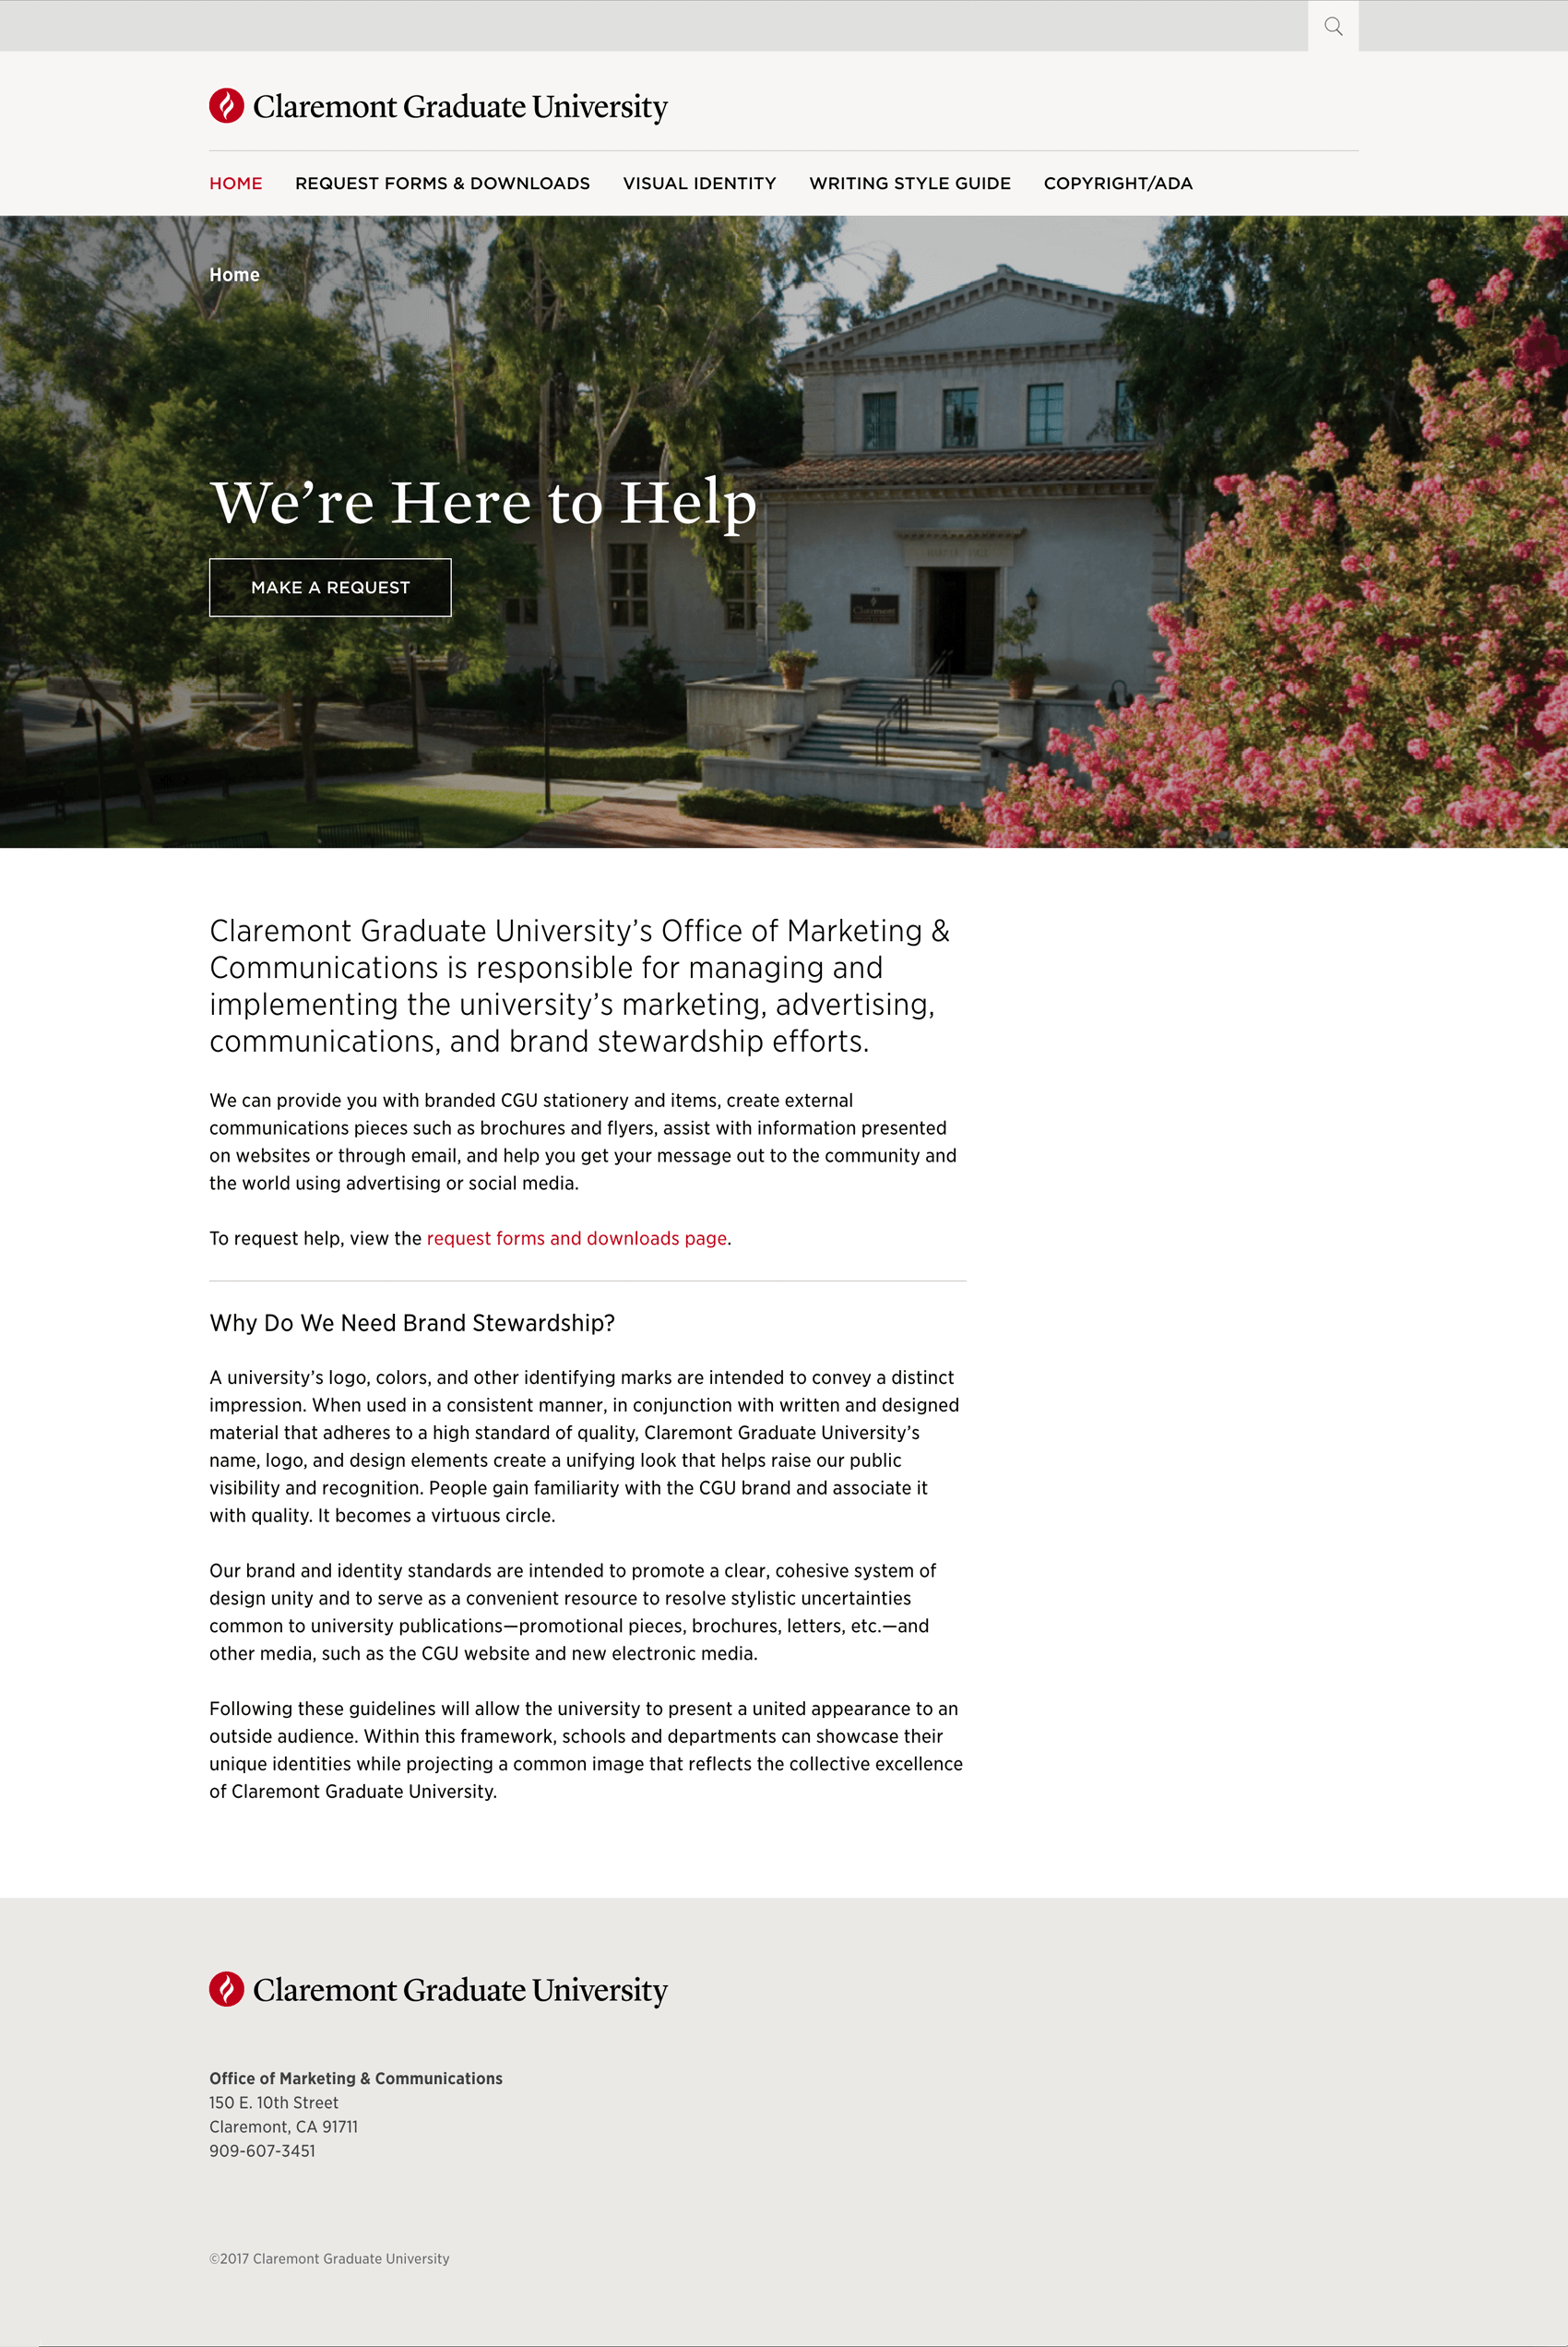 Claremont Graduate University
HOME REQUEST FORMS & DOWNLOADS VISUAL IDENTITY WRITING STYLE GUIDE COPYRIGHT/ADA
Home
We’re Here to Help
MAKE A REQUEST
Claremont
Claremont Graduate University’s Office of Marketing &
Communications is responsible for managing and
implementing the university’s marketing, advertising,
communications, and brand stewardship efforts.
We can provide you with branded CGU stationery and items, create external
communications pieces such as brochures and flyers, assist with information presented
on websites or through email, and help you get your message out to the community and
the world using advertising or social media.
To request help, view the request forms and downloads page.
Why Do We Need Brand Stewardship?
A university’s logo, colors, and other identifying marks are intended to convey a distinct
impression. When used in a consistent manner, in conjunction with written and designed
material that adheres to a high standard of quality, Claremont Graduate University’s
name, logo, and design elements create a unifying look that helps raise our public
visibility and recognition. People gain familiarity with the CGU brand and associate it
with quality. It becomes a virtuous circle.
Our brand and identity standards are intended to promote a clear, cohesive system of
design unity and to serve as a convenient resource to resolve stylistic uncertainties
common to university publications—promotional pieces, brochures, letters, etc.—and
other media, such as the CGU website and new electronic media.
Following these guidelines will allow the university to present a united appearance to an
outside audience. Within this framework, schools and departments can showcase their
unique identities while projecting a common image that reflects the collective excellence
of Claremont Graduate University.
Claremont Graduate University
Office of Marketing & Communications
150 E. 10th Street
Claremont, CA 91711
909-607-3451
©2017 Claremont Graduate University